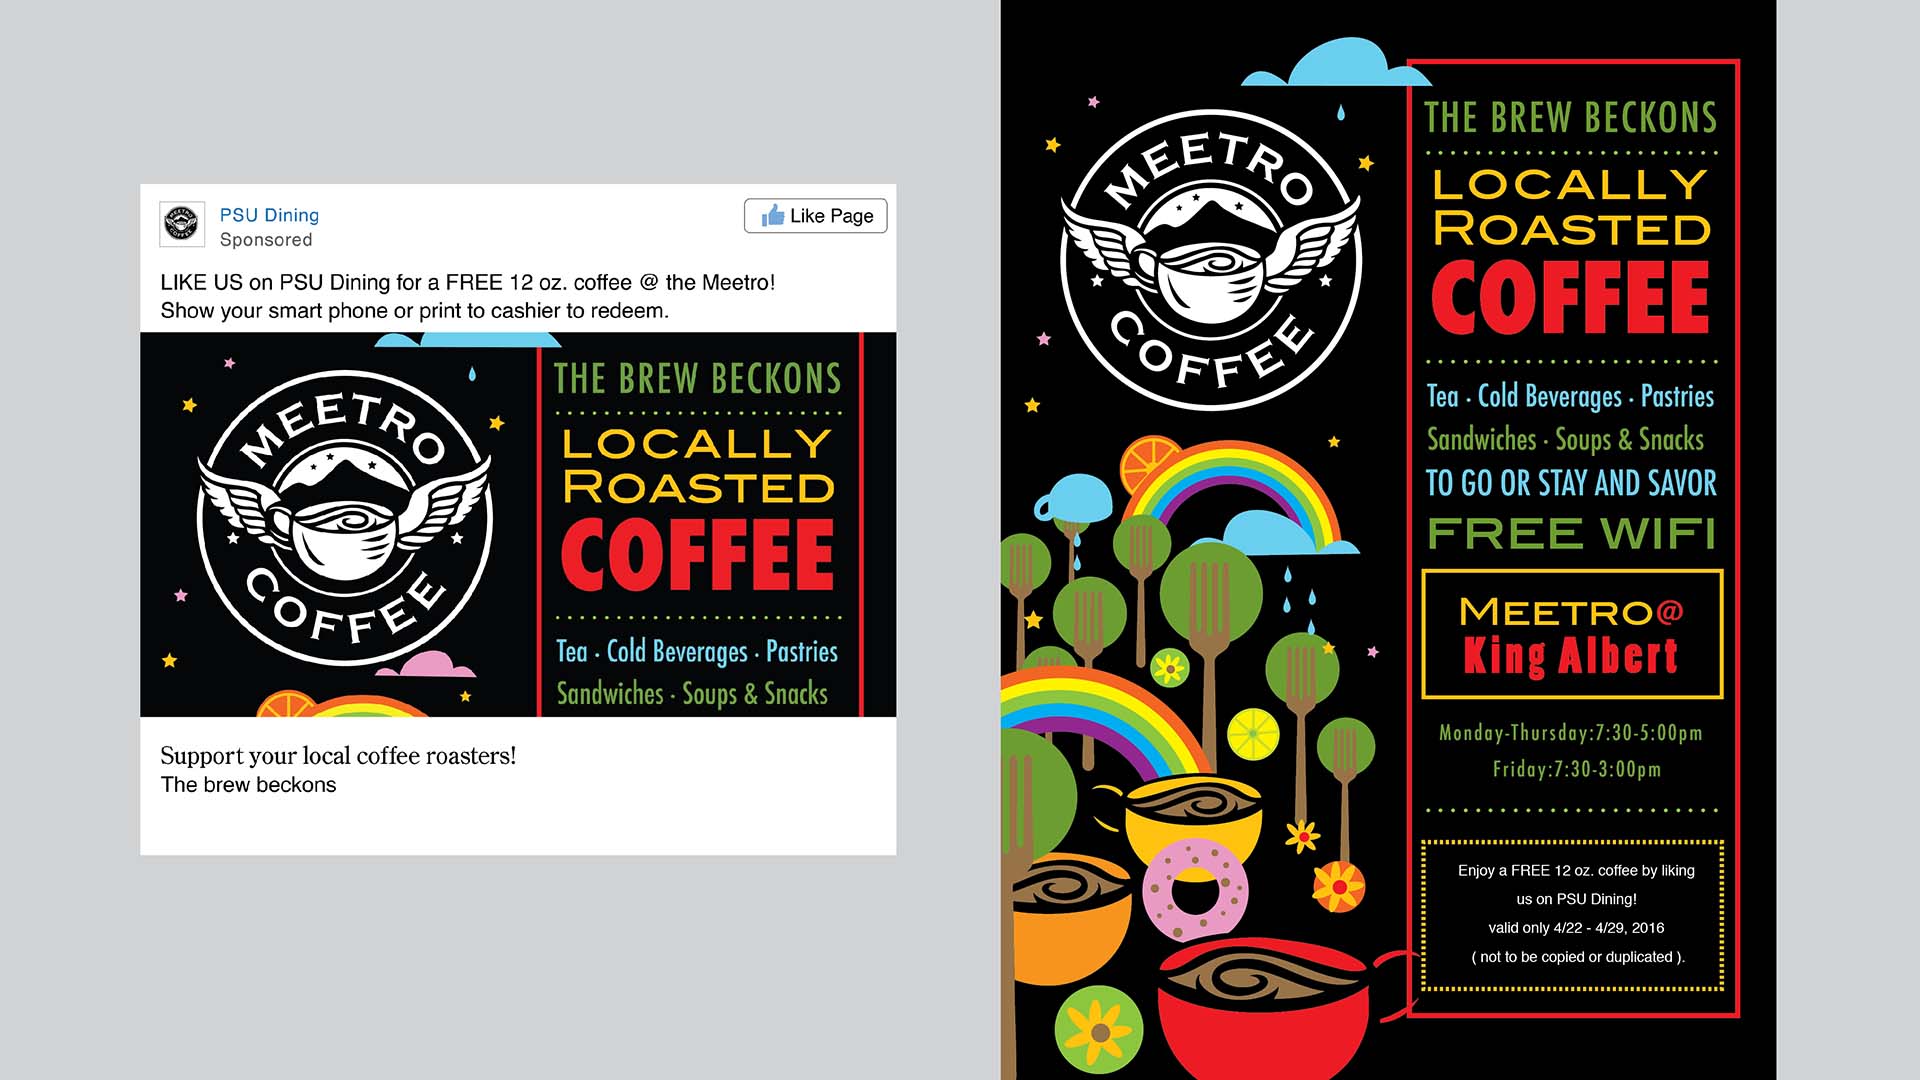 MEETRO
COFFEE
PSU Dining
Sponsored
Like Page
LIKE US on PSU Dining for a FREE 12 oz. coffee @ the Meetro!
Show your smart phone or print to cashier to redeem.
MEETRO
COFFEE
THE BREW BECKONS
LOCALLY
ROASTED
COFFEE
Tea · Cold Beverages · Pastries
Sandwiches · Soups & Snacks
Support your local coffee roasters!
The brew beckons
MEETRO
COFFEE
THE BREW BECKONS
LOCALLY
ROASTED
COFFEE
Tea · Cold Beverages · Pastries
Sandwiches · Soups & Snacks
TO GO OR STAY AND SAVOR
FREE WIFI
MEETRO@
King Albert
Monday-Thursday:7:30-5:00pm
Friday:7:30-3:00pm
Enjoy a FREE 12 oz. coffee by liking
us on PSU Dining!
valid only 4/22 - 4/29, 2016
( not to be copied or duplicated ).